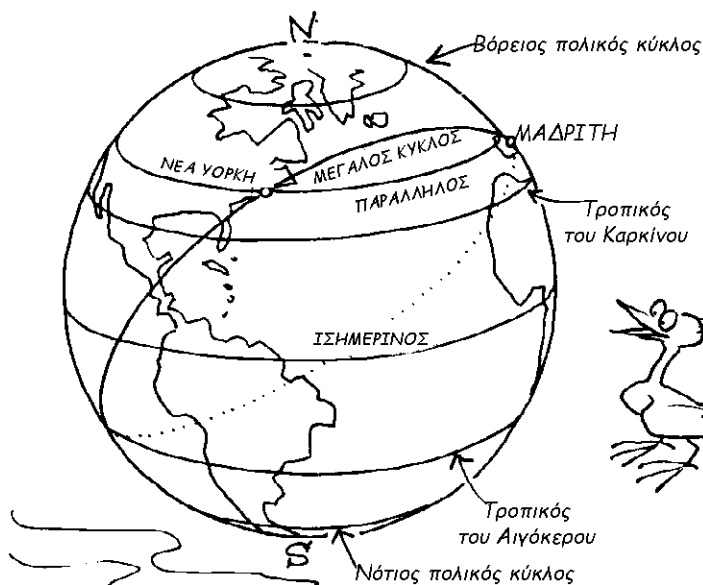 N
Βόρειος πολικός κύκλος
ΜΑΔΡΙΤΗ
ΝΕΑ ΥΟΡΚΗ
ΜΕΓΑΛΟΣ ΚΥΚΛΟΣ
ΠΑΡΑΛΛΗΛΟΣ
Τροπικός
του Καρκίνου
ΙΣΗΜΕΡΙΝΟΣ
Τροπικός
του Αιγόκερου
S
Νότιος πολικός κύκλος